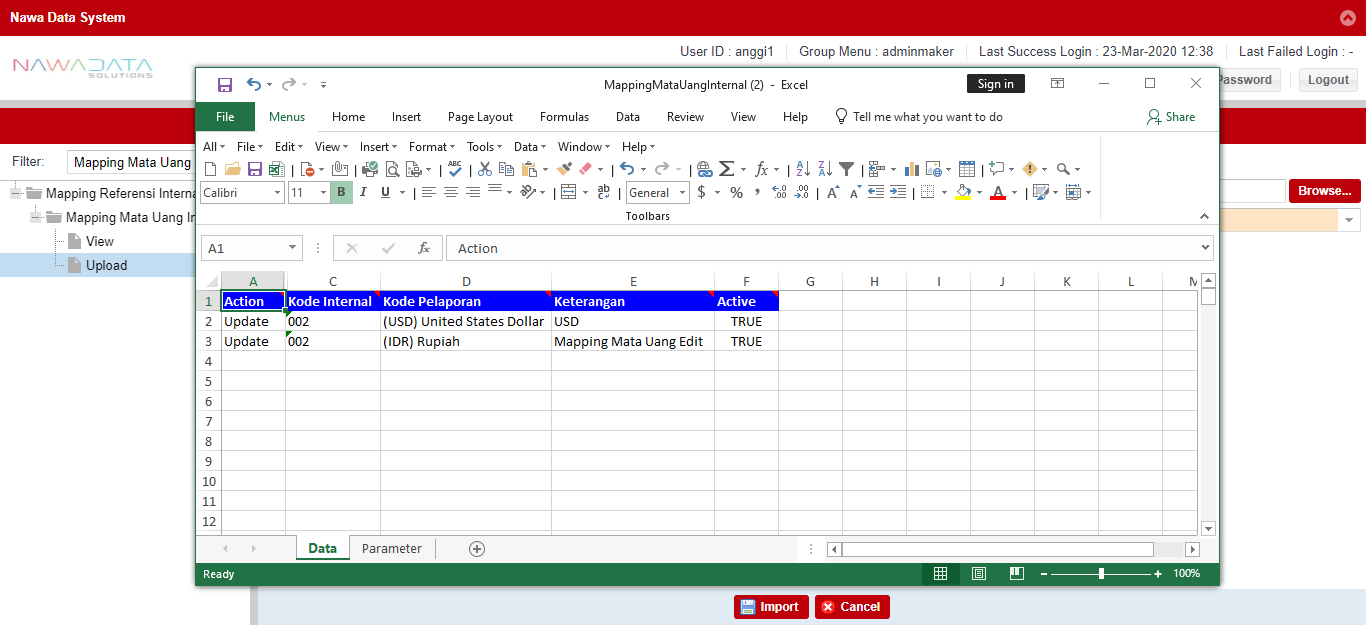 Nawa Data System
NAWADATA
SOLUTIONS
User ID : anggi1 Group Menu : adminmaker Last Success Login : 23-Mar-2020 12:38 Last Failed Login : -
Password Logout
MappingMataUangInternal (2) - Excel
Sign in
File Menus Home Insert Page Layout Formulas Data Review View Help Tell me what you want to do Share
All File Edit View Insert Format Tools Data Window Help
Calibri 11 B I U ab General $ % ,
Toolbars
Filter: Mapping Mata Uang
Mapping Referensi Interna
Mapping Mata Uang In
View
Upload
Browse...
A1 fx Action
A C D E F G H I J K L M
1 Action Kode Internal Kode Pelaporan Keterangan Active
2 Update 002 (USD) United States Dollar USD TRUE
3 Update 002 (IDR) Rupiah Mapping Mata Uang Edit TRUE
4
5
6
7
8
9
10
11
12
Data Parameter
Ready 100%
Import Cancel